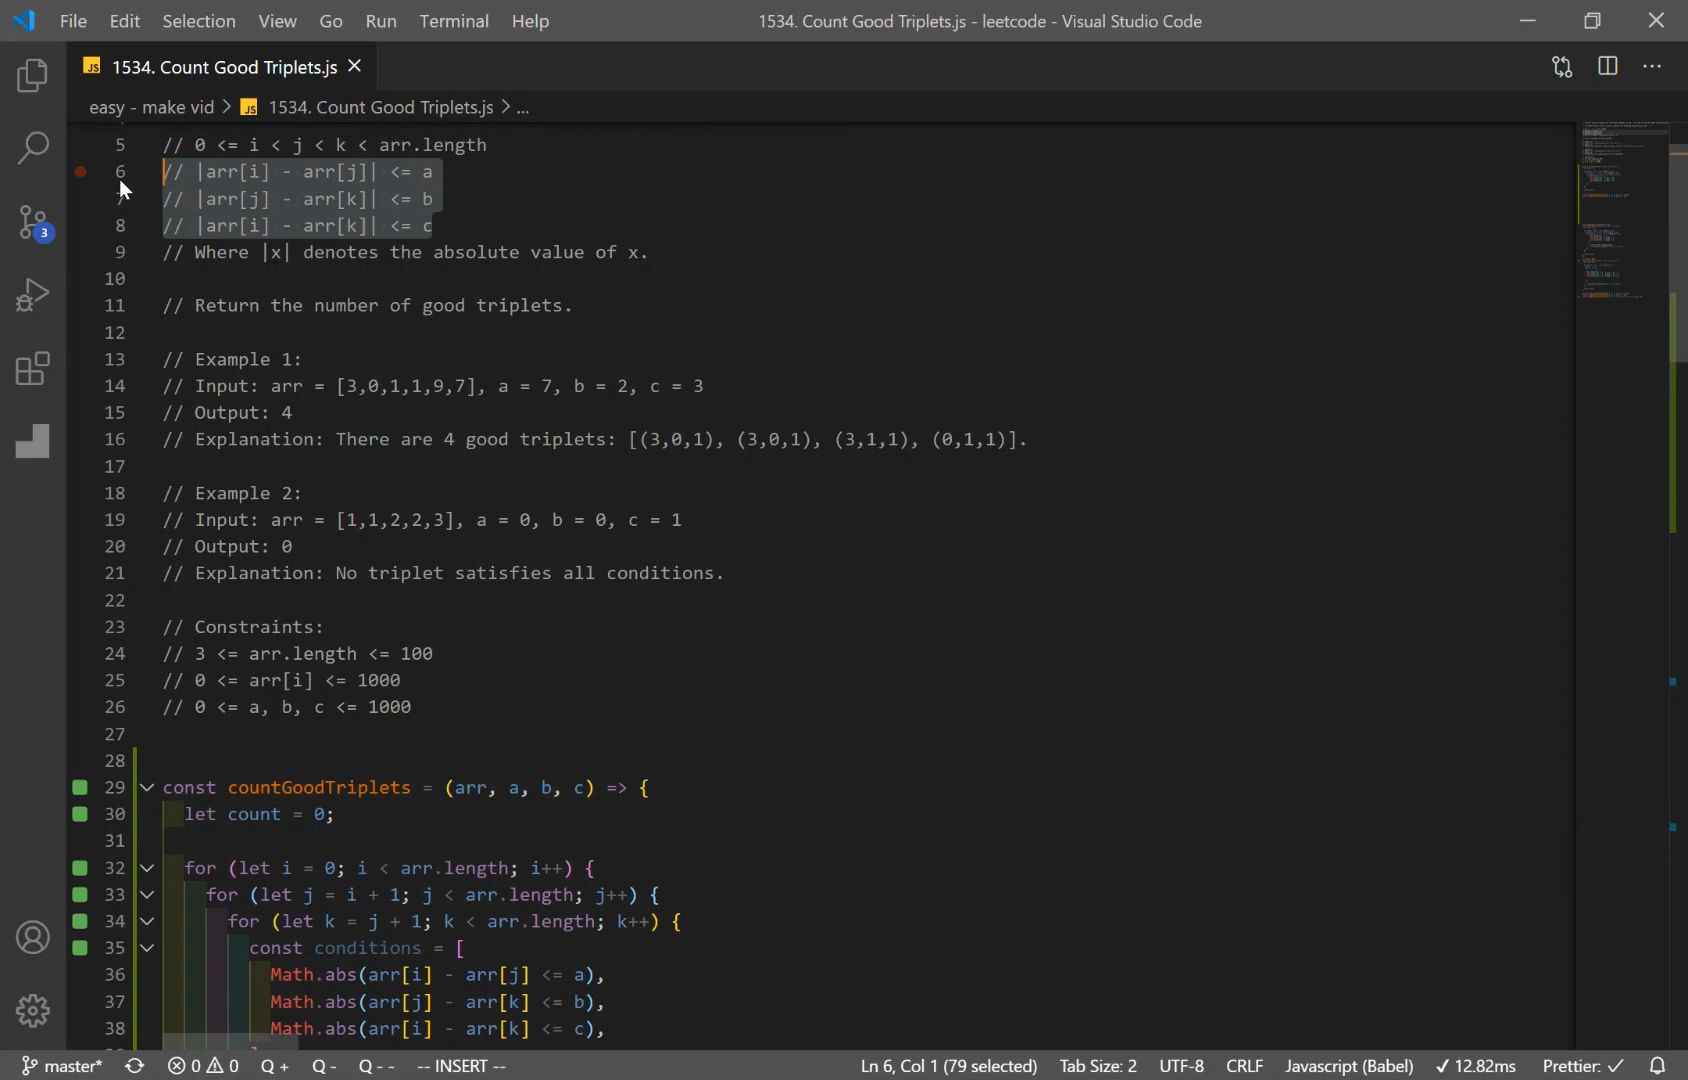 File Edit Selection View Go Run Terminal Help
1534. Count Good Triplets.js - leetcode - Visual Studio Code
JS 1534. Count Good Triplets.js
easy - make vid > JS 1534. Count Good Triplets.js > ...
5 // 0 <= i < j < k < arr.length
6 // |arr[i] - arr[j]| <= a
7 // |arr[j] - arr[k]| <= b
8 // |arr[i] - arr[k]| <= c
9 // Where |x| denotes the absolute value of x.
10
11 // Return the number of good triplets.
12
13 // Example 1:
14 // Input: arr = [3,0,1,1,9,7], a = 7, b = 2, c = 3
15 // Output: 4
16 // Explanation: There are 4 good triplets: [(3,0,1), (3,0,1), (3,1,1), (0,1,1)].
17
18 // Example 2:
19 // Input: arr = [1,1,2,2,3], a = 0, b = 0, c = 1
20 // Output: 0
21 // Explanation: No triplet satisfies all conditions.
22
23 // Constraints:
24 // 3 <= arr.length <= 100
25 // 0 <= arr[i] <= 1000
26 // 0 <= a, b, c <= 1000
27
28
29 const countGoodTriplets = (arr, a, b, c) => {
30 let count = 0;
31
32 for (let i = 0; i < arr.length; i++) {
33 for (let j = i + 1; j < arr.length; j++) {
34 for (let k = j + 1; k < arr.length; k++) {
35 const conditions = [
36 Math.abs(arr[i] - arr[j] <= a),
37 Math.abs(arr[j] - arr[k] <= b),
38 Math.abs(arr[i] - arr[k] <= c),
3
master* 0 0 Q + Q - Q - - -- INSERT -- Ln 6, Col 1 (79 selected) Tab Size: 2 UTF-8 CRLF Javascript (Babel) ✓ 12.82ms Prettier: ✓